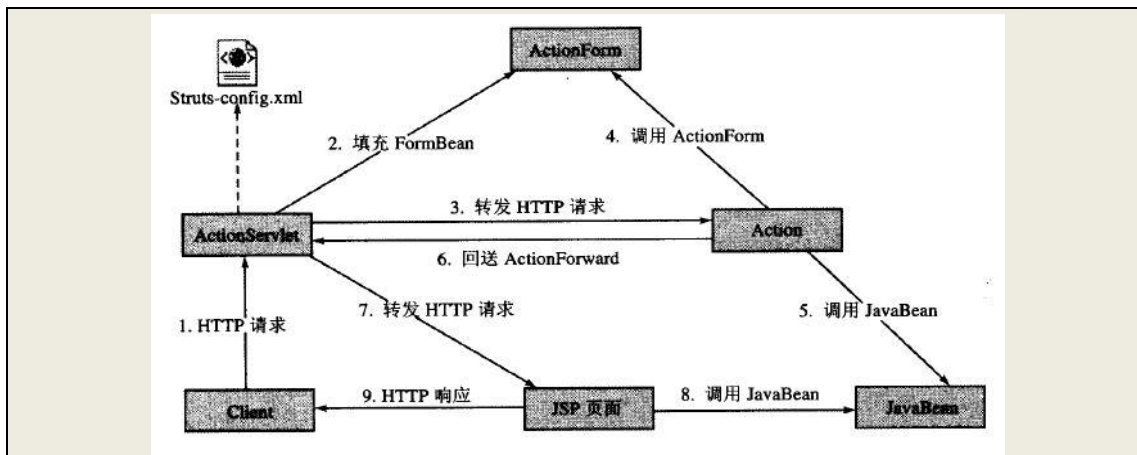 ActionForm
Struts-config.xml
2. 填充 FormBean
4. 调用 ActionForm
3. 转发 HTTP 请求
ActionServlet
Action
6. 回送 ActionForward
7. 转发 HTTP 请求
1. HTTP 请求
5. 调用 JavaBean
9. HTTP 响应
8. 调用 JavaBean
Client
JSP 页面
JavaBean